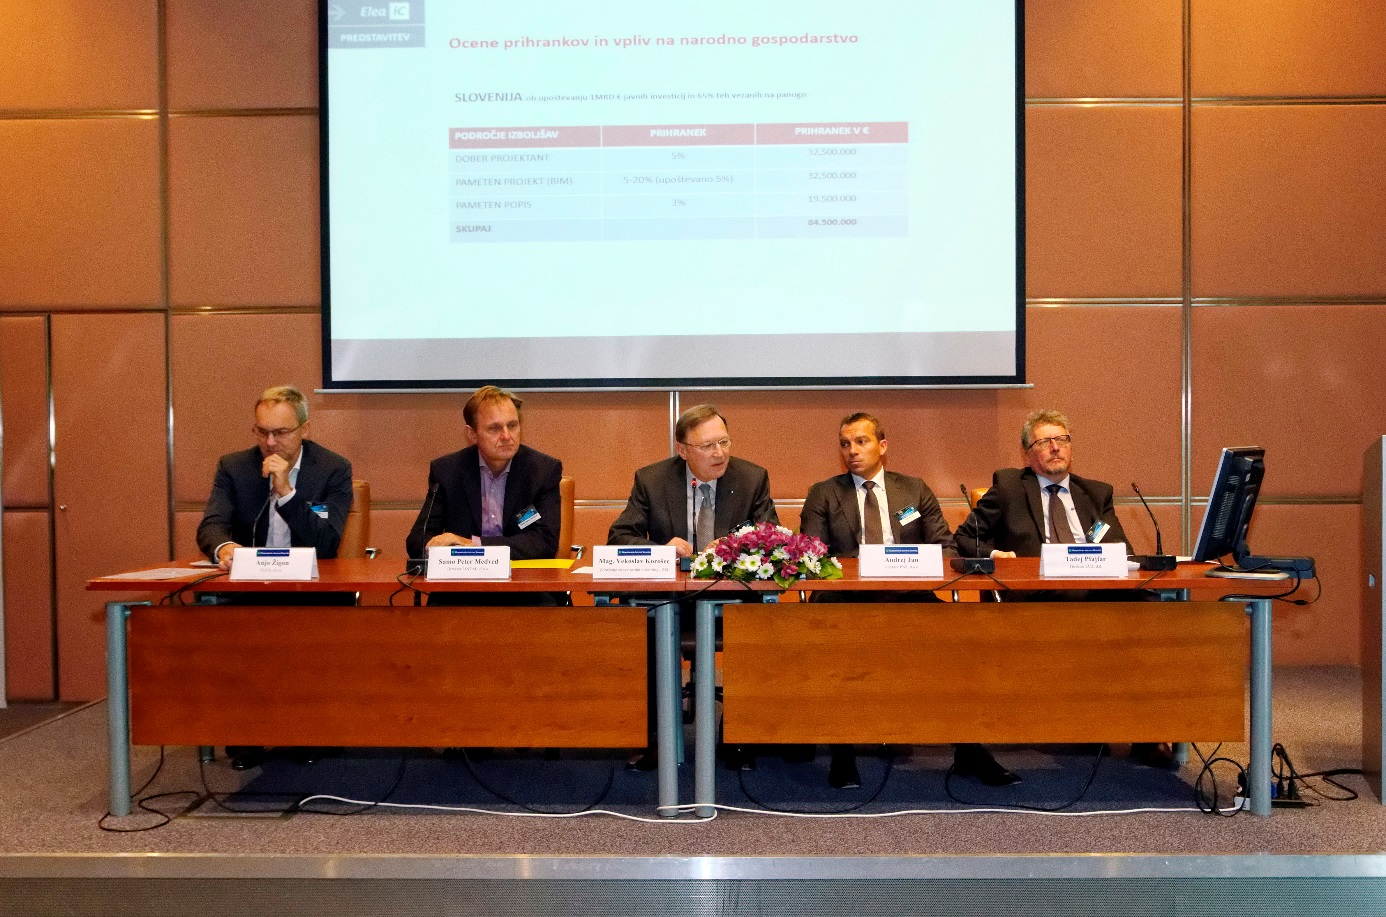 Elea iC
PREDSTAVITEV
Ocene prihrankov in vpliv na narodno gospodarstvo
SLOVENIJA ob upoštevanju 1MRD € javnih investicij in 65% teh vezanih na panogo
PODROČJE IZBOLJŠAV PRIHRANEK PRIHRANEK V €
DOBER PROJEKTANT 5% 32,500.000
PAMETEN PROJEKT (BIM) 5-20% (upoštevano 5%) 32,500.000
PAMETEN POPIS 3% 19.500.000
SKUPAJ 84.500.000
Anjo Žigon
Samo Peter Medved
Mag. Vekoslav Korošec
Andrej Jan
Tadej Pfajfar